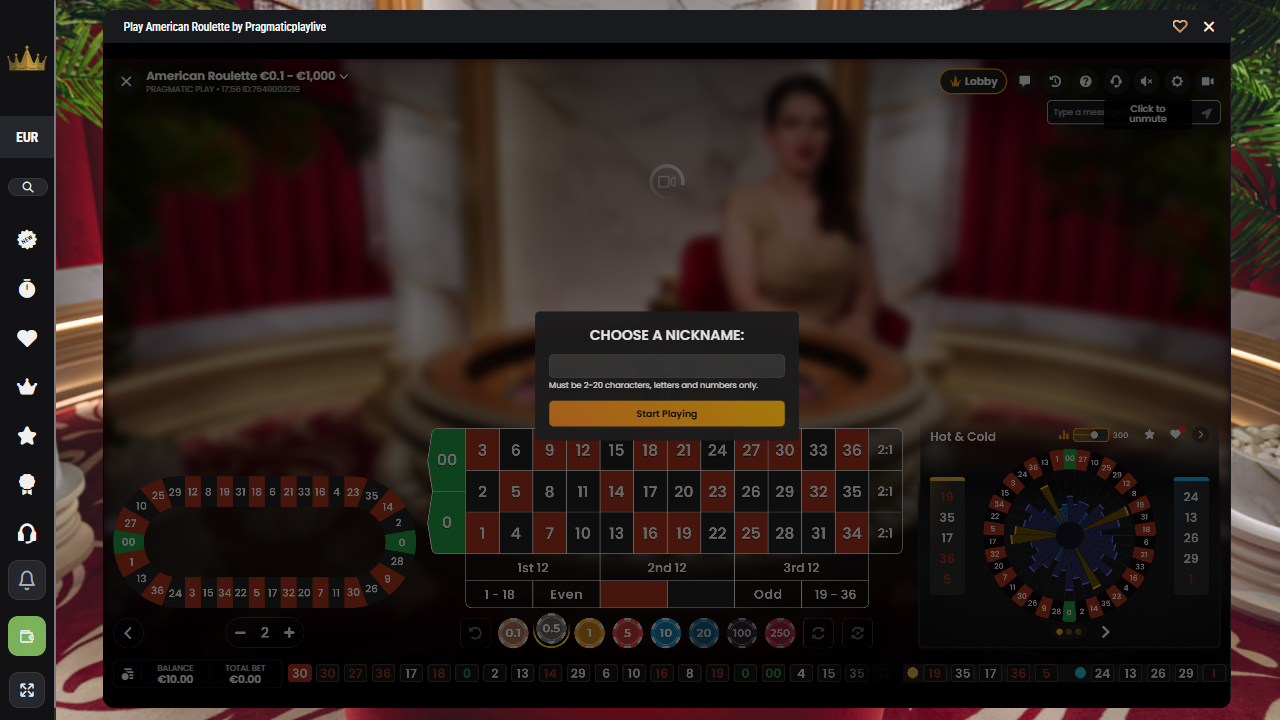 Play American Roulette by Pragmaticplaylive
American Roulette €0.1 - €1,000
PRAGMATIC PLAY • 17:56 ID:7649003219
Lobby
Type a mess
Click to
unmute
EUR
NEW
CHOOSE A NICKNAME:
Must be 2-20 characters, letters and numbers only.
Start Playing
00 3 6 9 12 15 18 21 24 27 30 33 36 2:1
2 5 8 11 14 17 20 23 26 29 32 35 2:1
0 1 4 7 10 13 16 19 22 25 28 31 34 2:1
1st 12 2nd 12 3rd 12
1 - 18 Even Odd 19 - 36
25 29 12 8 19 31 18 6 21 33 16 4 23 35
10 14
27 2
00 0
1 28
13 9
36 24 3 15 34 22 5 17 32 20 7 11 30 26
Hot & Cold
300
19 24
35 13
17 26
36 29
5 1
00 27 10 25 29 12 8 19 31 18 6 21 33 16 4 23 35 14 2 0 28 9 26 30 11 7 20 32 17 5 22 34 15 3 24 36 13 1
2
0.1 0.5 1 5 10 20 100 250
BALANCE
€10.00
TOTAL BET
€0.00
30 30 27 36 17 18 0 2 13 14 29 6 10 16 8 19 0 00 4 15 35
19 35 17 36 5 24 13 26 29 1